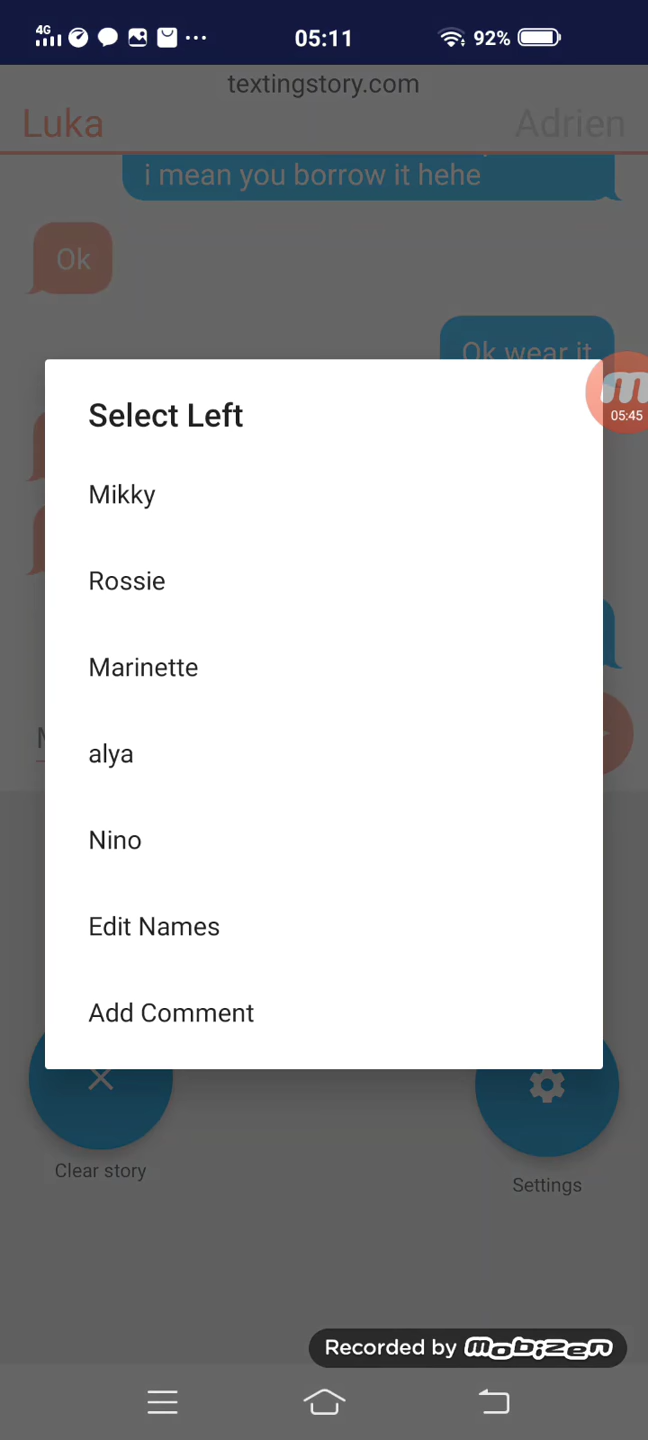 4G 05:11 92%
textingstory.com
Luka Adrien
i mean you borrow it hehe
Ok
Ok wear it
Select Left
05:45
Mikky
Rossie
Marinette
alya
Nino
Edit Names
Add Comment
Clear story
Settings
Recorded by mobizen